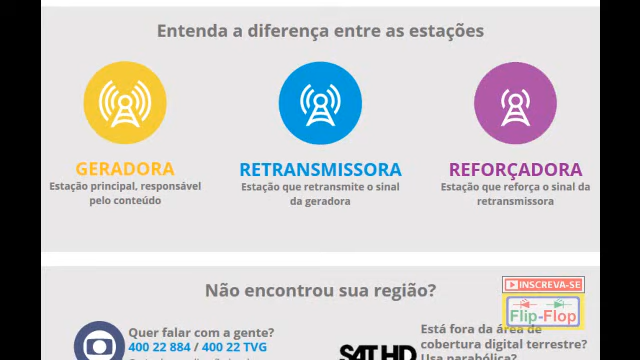 Entenda a diferença entre as estações
GERADORA
Estação principal, responsável
pelo conteúdo
RETRANSMISSORA
Estação que retransmite o sinal
da geradora
REFORÇADORA
Estação que reforça o sinal da
retransmissora
Não encontrou sua região?
INSCREVA-SE
Flip-Flop
Quer falar com a gente?
400 22 884 / 400 22 TVG
SAT HD
Está fora da área de
cobertura digital terrestre?
Usa parabólica?